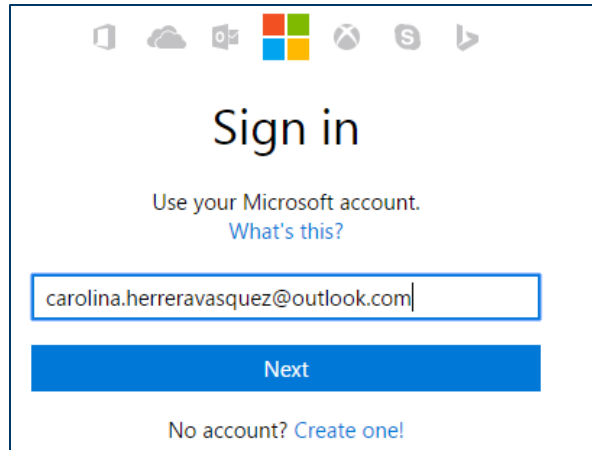 Sign in
Use your Microsoft account.
What's this?
carolina.herreravasquez@outlook.com
Next
No account? Create one!